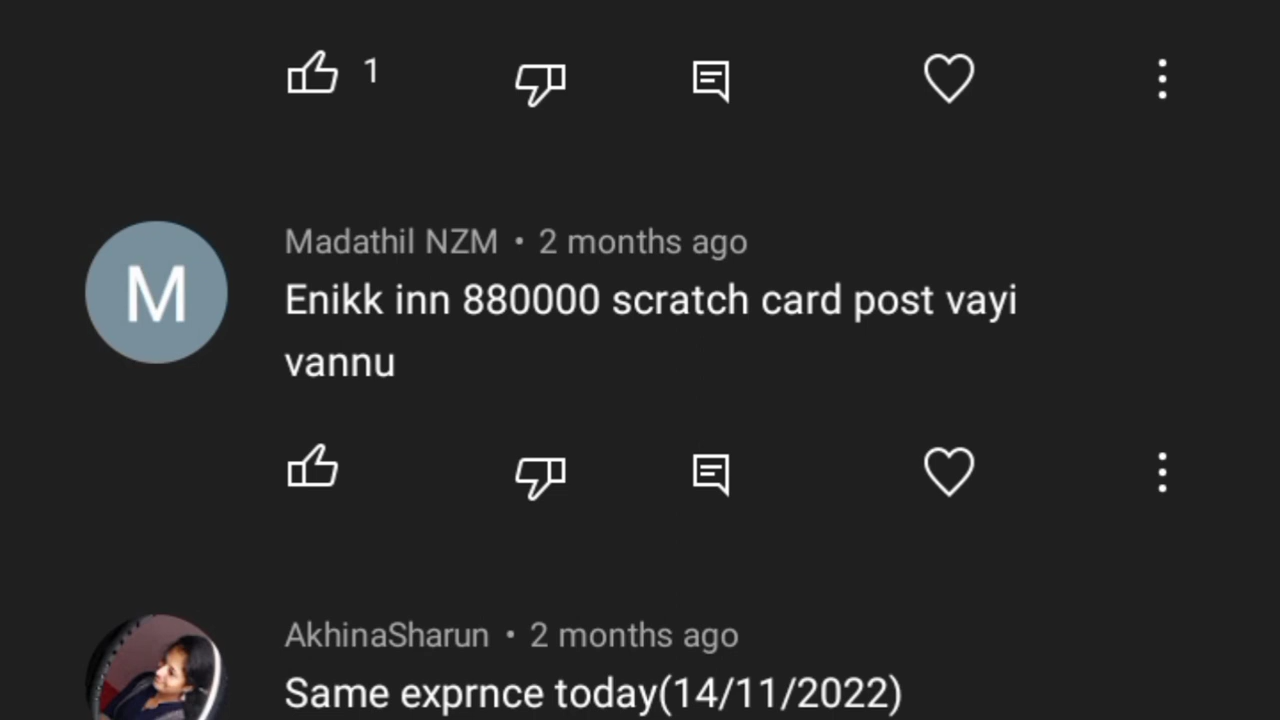 1
M
Madathil NZM • 2 months ago
Enikk inn 880000 scratch card post vayi
vannu
AkhinaSharun • 2 months ago
Same exprnce today(14/11/2022)